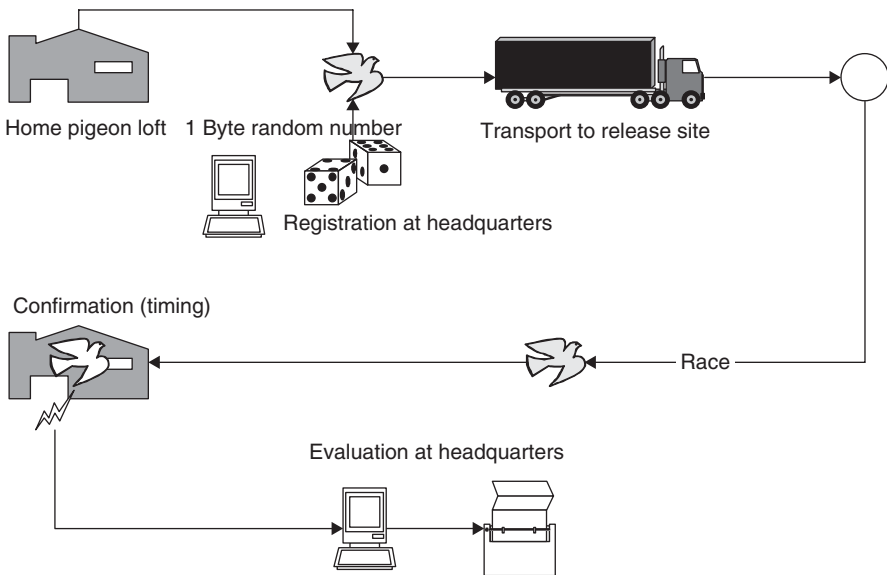 Home pigeon loft
1 Byte random number
Transport to release site
Registration at headquarters
Confirmation (timing)
Race
Evaluation at headquarters